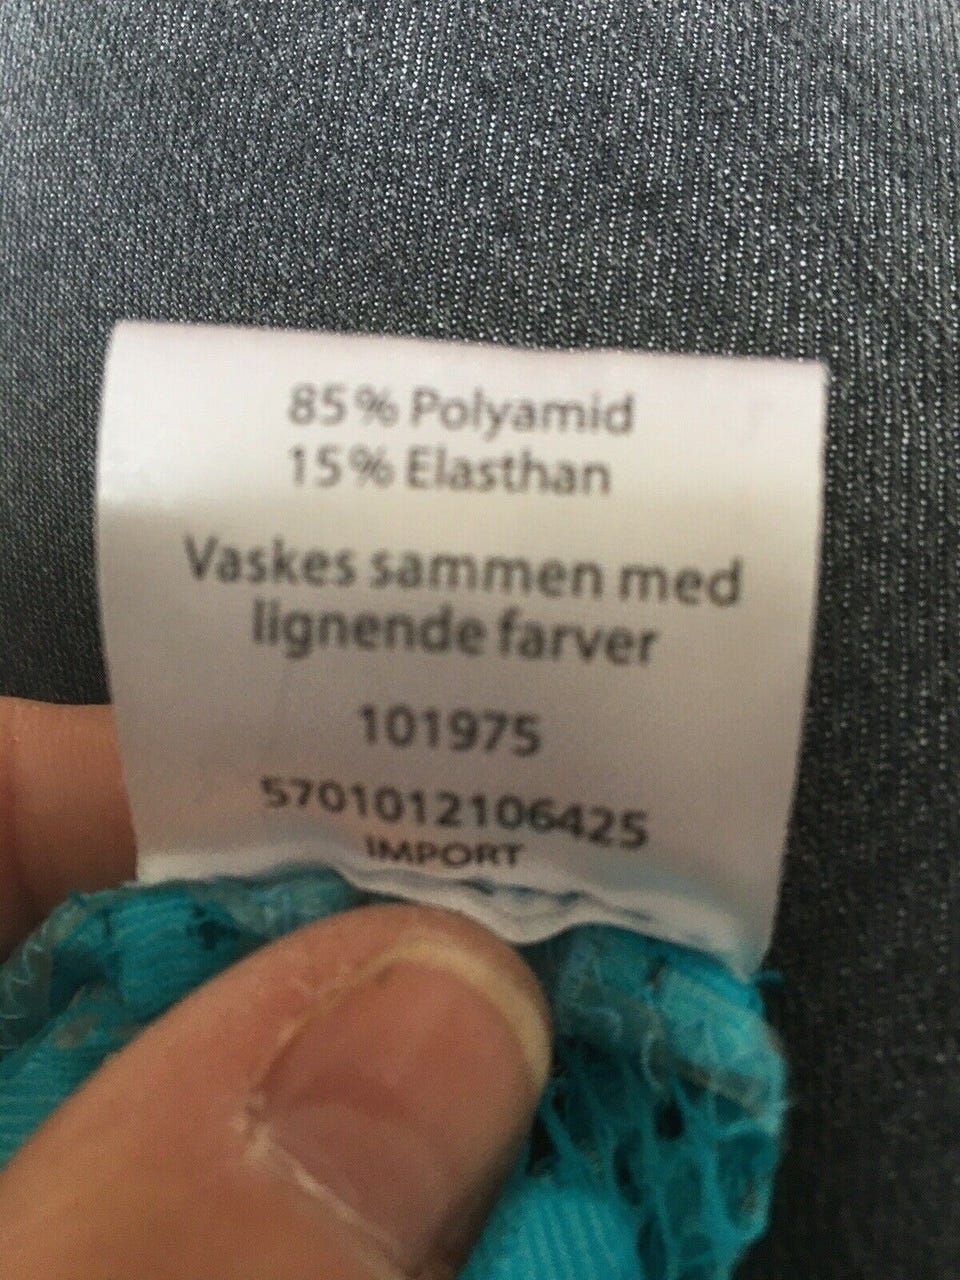 85% Polyamid
15% Elasthan
Vaskes sammen med
lignende farver
101975
5701012106425
IMPORT